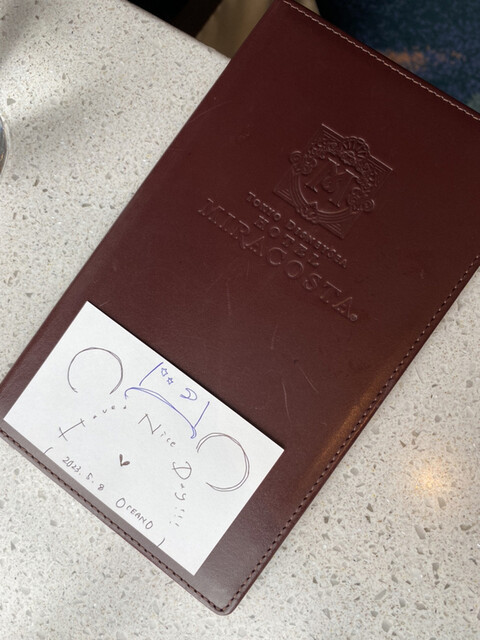 M
TOKYO DISNEYSEA
HOTEL
MIRACOSTA®
Have
Nice
Day!!!
2023. 5. 8
OCEANO